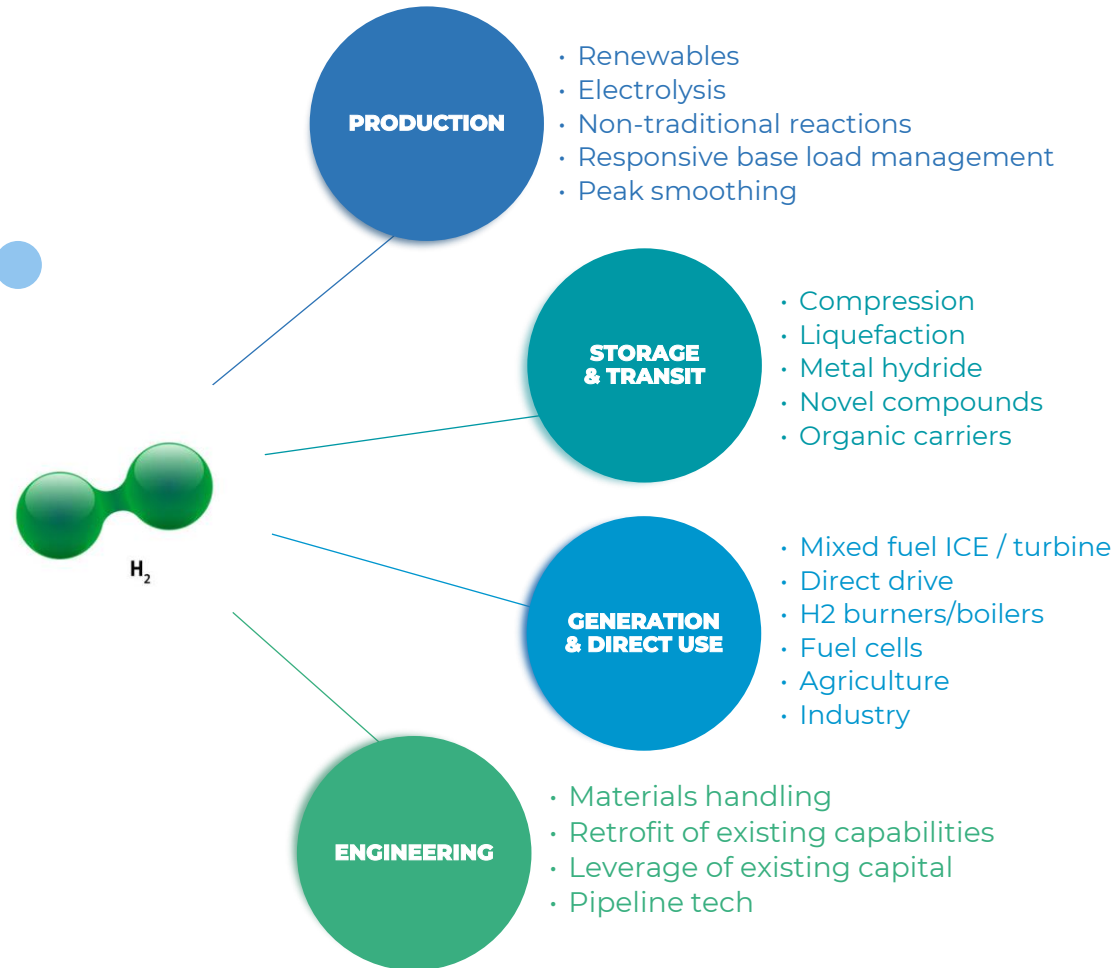 PRODUCTION
• Renewables
• Electrolysis
• Non-traditional reactions
• Responsive base load management
• Peak smoothing
STORAGE
& TRANSIT
• Compression
• Liquefaction
• Metal hydride
• Novel compounds
• Organic carriers
H₂
GENERATION
& DIRECT USE
• Mixed fuel ICE / turbine
• Direct drive
• H2 burners/boilers
• Fuel cells
• Agriculture
• Industry
ENGINEERING
• Materials handling
• Retrofit of existing capabilities
• Leverage of existing capital
• Pipeline tech